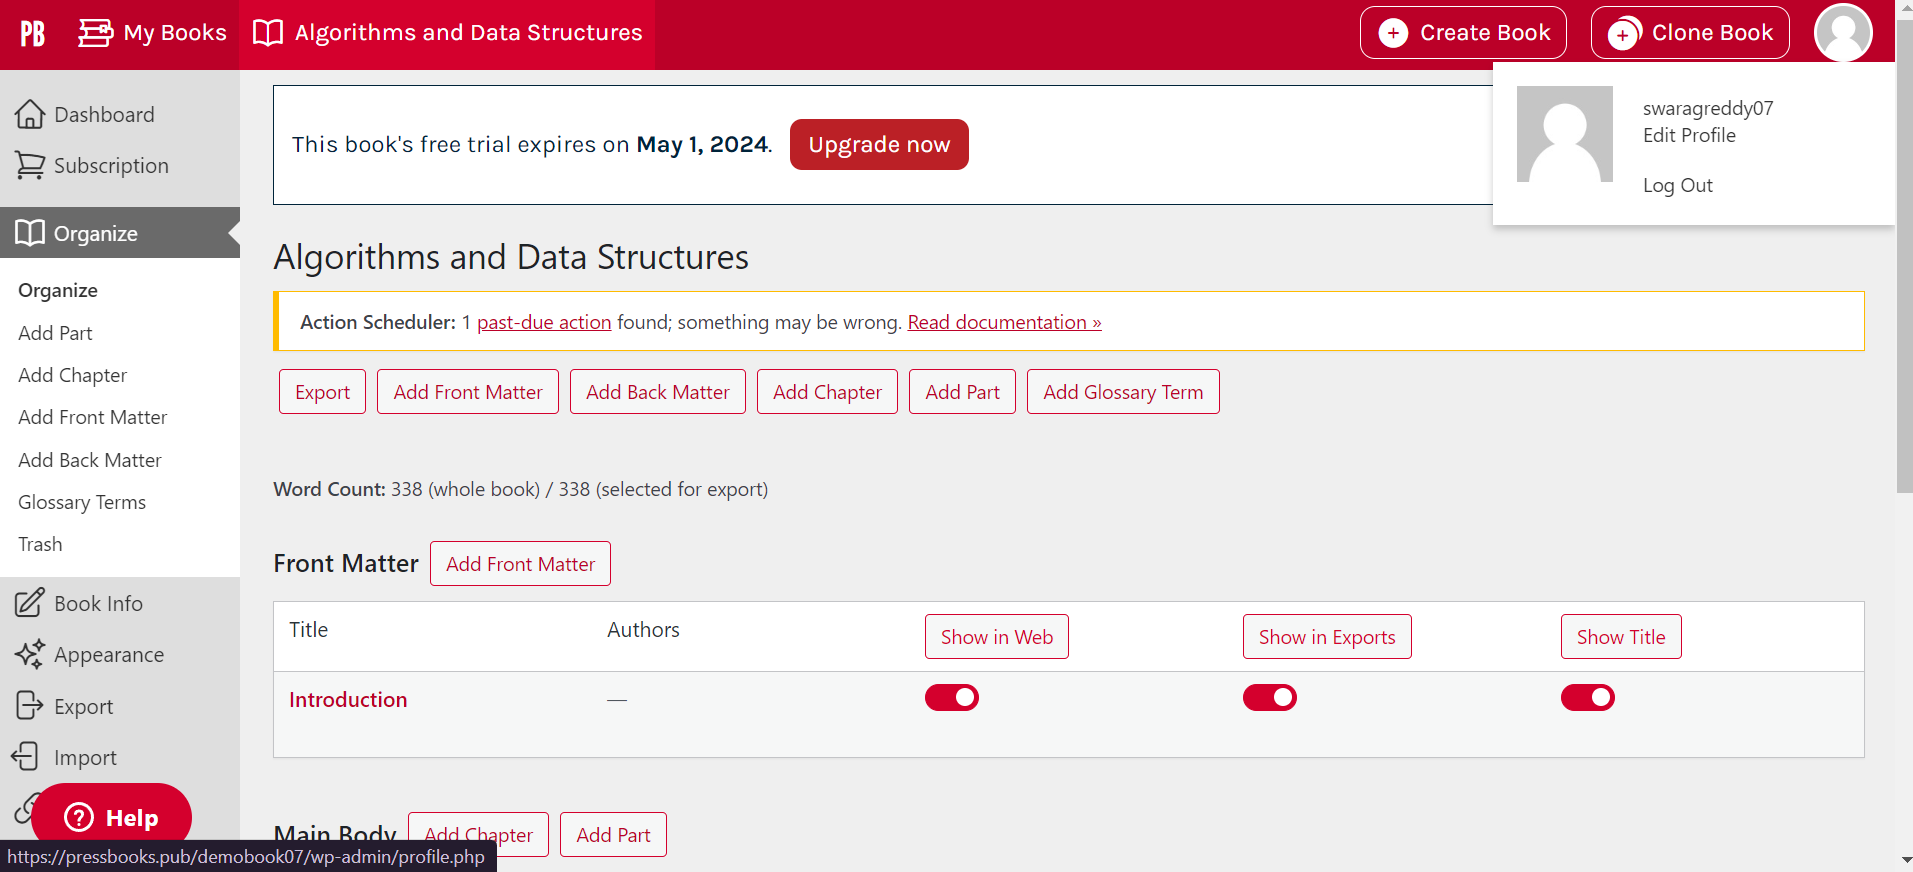 PB My Books Algorithms and Data Structures Create Book Clone Book
swaragreddy07
Edit Profile
Log Out
Dashboard
Subscription
Organize
Organize
Add Part
Add Chapter
Add Front Matter
Add Back Matter
Glossary Terms
Trash
Book Info
Appearance
Export
Import
Help
This book's free trial expires on May 1, 2024. Upgrade now
Algorithms and Data Structures
Action Scheduler: 1 past-due action found; something may be wrong. Read documentation »
Export Add Front Matter Add Back Matter Add Chapter Add Part Add Glossary Term
Word Count: 338 (whole book) / 338 (selected for export)
Front Matter Add Front Matter
Title Authors Show in Web Show in Exports Show Title
Introduction —
Main Body Add Chapter Add Part
https://pressbooks.pub/demobook07/wp-admin/profile.php